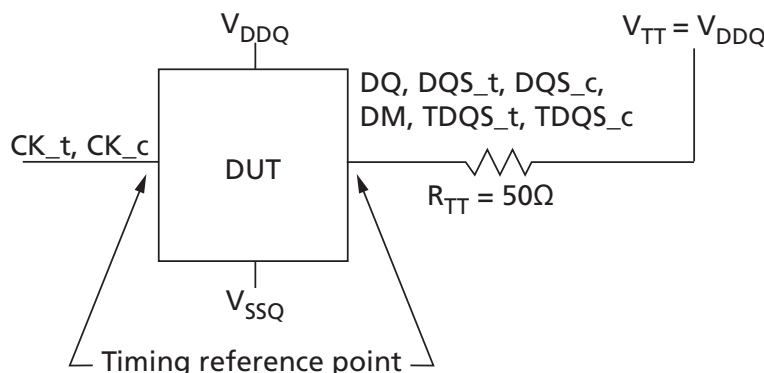 V_DDQ
V_TT = V_DDQ
DQ, DQS_t, DQS_c,
DM, TDQS_t, TDQS_c
CK_t, CK_c
DUT
R_TT = 50Ω
V_SSQ
Timing reference point